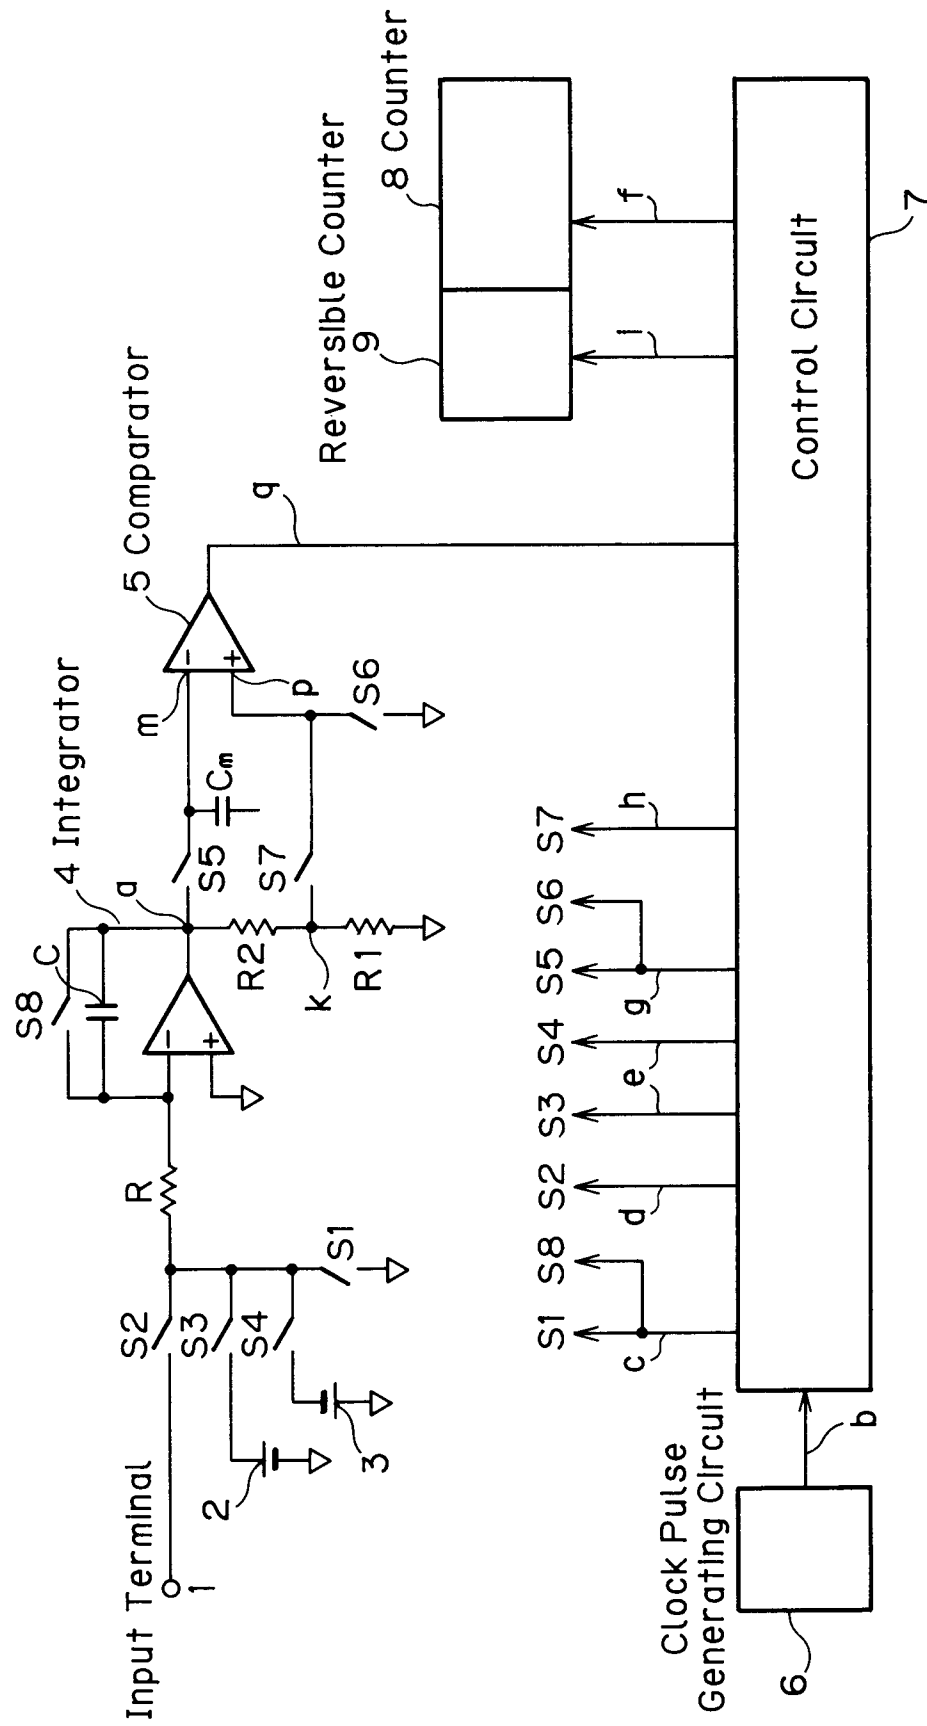 Input Terminal
1
S2
S3
S4
2
3
S1
R
S8
C
4 Integrator
a
R2
k
R1
S5
S7
Cm
m
p
S6
5 Comparator
q
Reversible Counter
9
8 Counter
S1
S8
S2
S3
S4
S5
S6
S7
c
d
e
g
h
i
f
Clock Pulse
Generating Circuit
6
b
Control Circuit
7